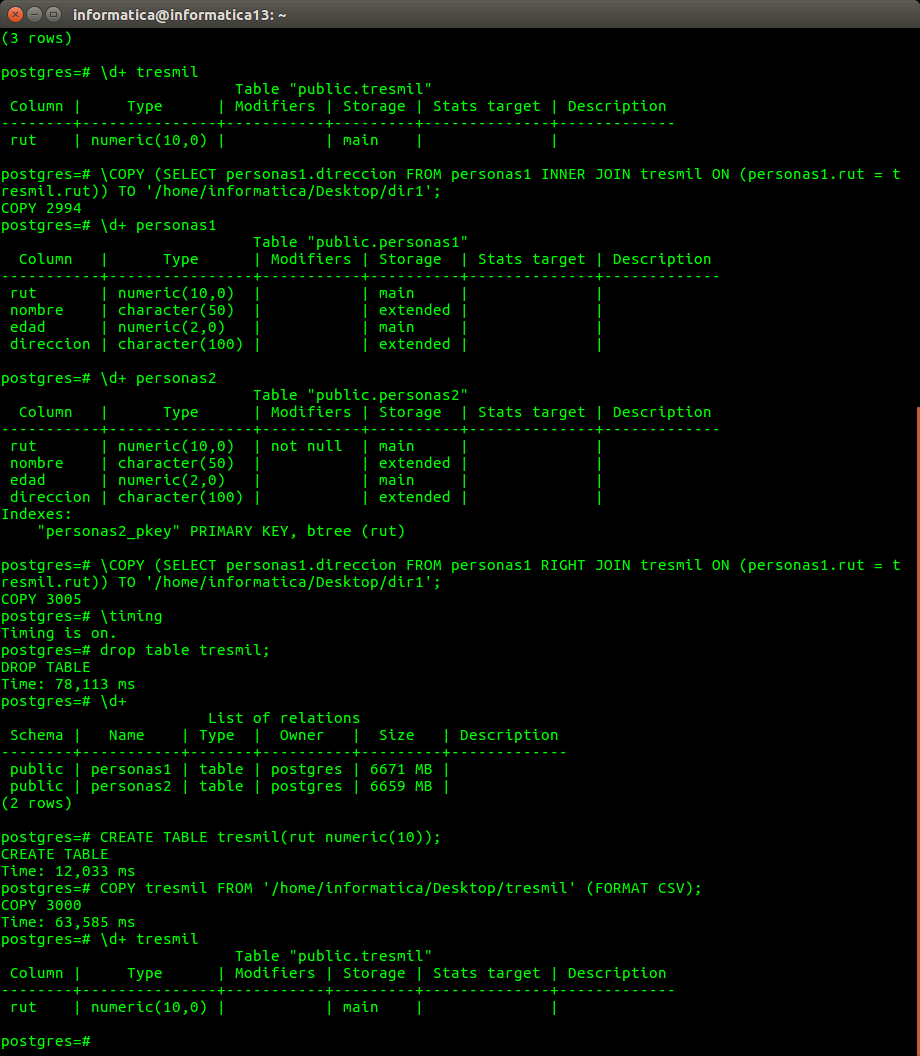 informatica@informatica13: ~
(3 rows)
postgres=# \d+ tresmil
                          Table "public.tresmil"
 Column |     Type      | Modifiers | Storage | Stats target | Description 
--------+---------------+-----------+---------+--------------+-------------
 rut    | numeric(10,0) |           | main    |              | 
postgres=# \COPY (SELECT personas1.direccion FROM personas1 INNER JOIN tresmil ON (personas1.rut = t
resmil.rut)) TO '/home/informatica/Desktop/dir1';
COPY 2994
postgres=# \d+ personas1
                            Table "public.personas1"
  Column   |      Type      | Modifiers | Storage  | Stats target | Description 
-----------+----------------+-----------+----------+--------------+-------------
 rut       | numeric(10,0)  |           | main     |              | 
 nombre    | character(50)  |           | extended |              | 
 edad      | numeric(2,0)   |           | main     |              | 
 direccion | character(100) |           | extended |              | 
postgres=# \d+ personas2
                            Table "public.personas2"
  Column   |      Type      | Modifiers | Storage  | Stats target | Description 
-----------+----------------+-----------+----------+--------------+-------------
 rut       | numeric(10,0)  | not null  | main     |              | 
 nombre    | character(50)  |           | extended |              | 
 edad      | numeric(2,0)   |           | main     |              | 
 direccion | character(100) |           | extended |              | 
Indexes:
    "personas2_pkey" PRIMARY KEY, btree (rut)
postgres=# \COPY (SELECT personas1.direccion FROM personas1 RIGHT JOIN tresmil ON (personas1.rut = t
resmil.rut)) TO '/home/informatica/Desktop/dir1';
COPY 3005
postgres=# \timing
Timing is on.
postgres=# drop table tresmil;
DROP TABLE
Time: 78,113 ms
postgres=# \d+
                       List of relations
 Schema |   Name    | Type  |  Owner   |  Size   | Description 
--------+-----------+-------+----------+---------+-------------
 public | personas1 | table | postgres | 6671 MB | 
 public | personas2 | table | postgres | 6659 MB | 
(2 rows)
postgres=# CREATE TABLE tresmil(rut numeric(10));
CREATE TABLE
Time: 12,033 ms
postgres=# COPY tresmil FROM '/home/informatica/Desktop/tresmil' (FORMAT CSV);
COPY 3000
Time: 63,585 ms
postgres=# \d+ tresmil
                          Table "public.tresmil"
 Column |     Type      | Modifiers | Storage | Stats target | Description 
--------+---------------+-----------+---------+--------------+-------------
 rut    | numeric(10,0) |           | main    |              | 
postgres=#